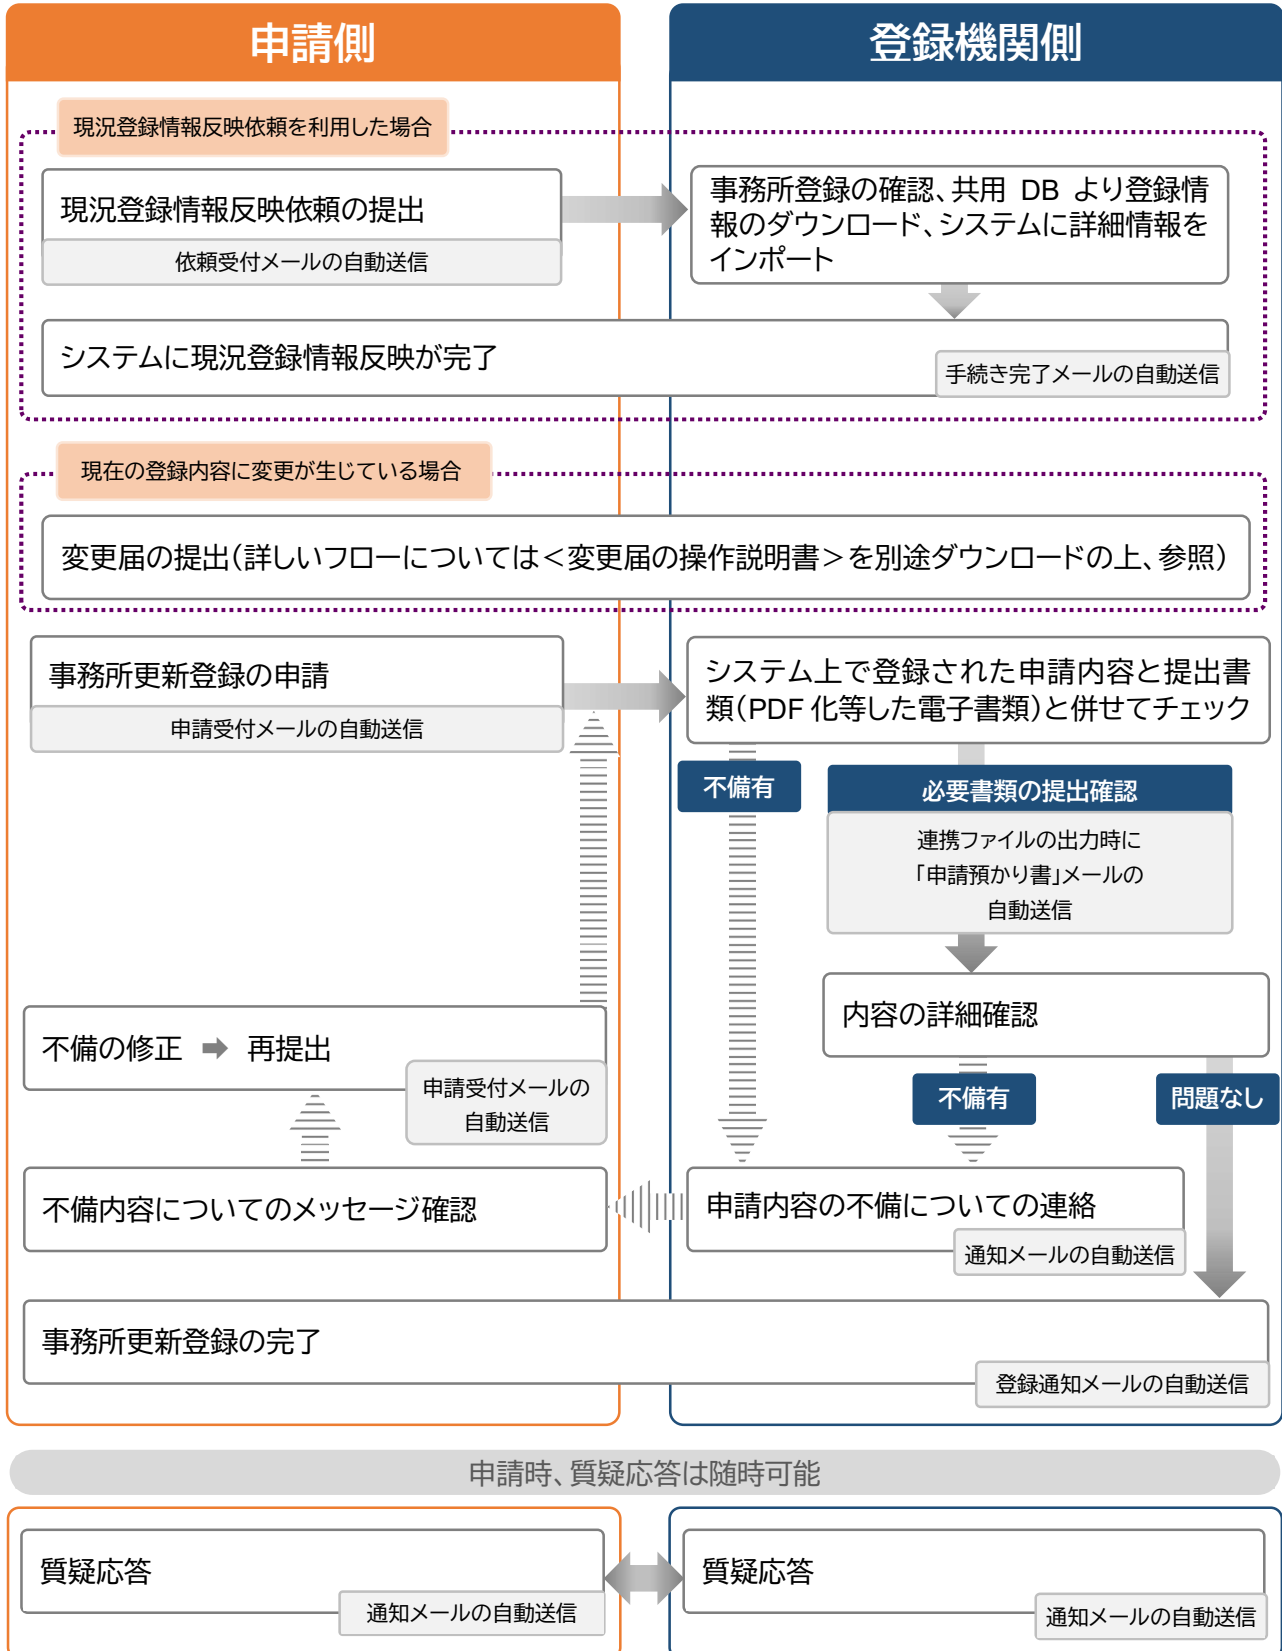 申請側
登録機関側
現況登録情報反映依頼を利用した場合
現況登録情報反映依頼の提出
依頼受付メールの自動送信
事務所登録の確認、共用 DB より登録情
報のダウンロード、システムに詳細情報を
インポート
システムに現況登録情報反映が完了
手続き完了メールの自動送信
現在の登録内容に変更が生じている場合
変更届の提出(詳しいフローについては<変更届の操作説明書>を別途ダウンロードの上、参照)
事務所更新登録の申請
申請受付メールの自動送信
システム上で登録された申請内容と提出書
類(PDF 化等した電子書類)と併せてチェック
不備有
必要書類の提出確認
連携ファイルの出力時に
「申請預かり書」メールの
自動送信
内容の詳細確認
不備の修正 ➡ 再提出
申請受付メールの
自動送信
不備有
問題なし
不備内容についてのメッセージ確認
申請内容の不備についての連絡
通知メールの自動送信
事務所更新登録の完了
登録通知メールの自動送信
申請時、質疑応答は随時可能
質疑応答
通知メールの自動送信
質疑応答
通知メールの自動送信